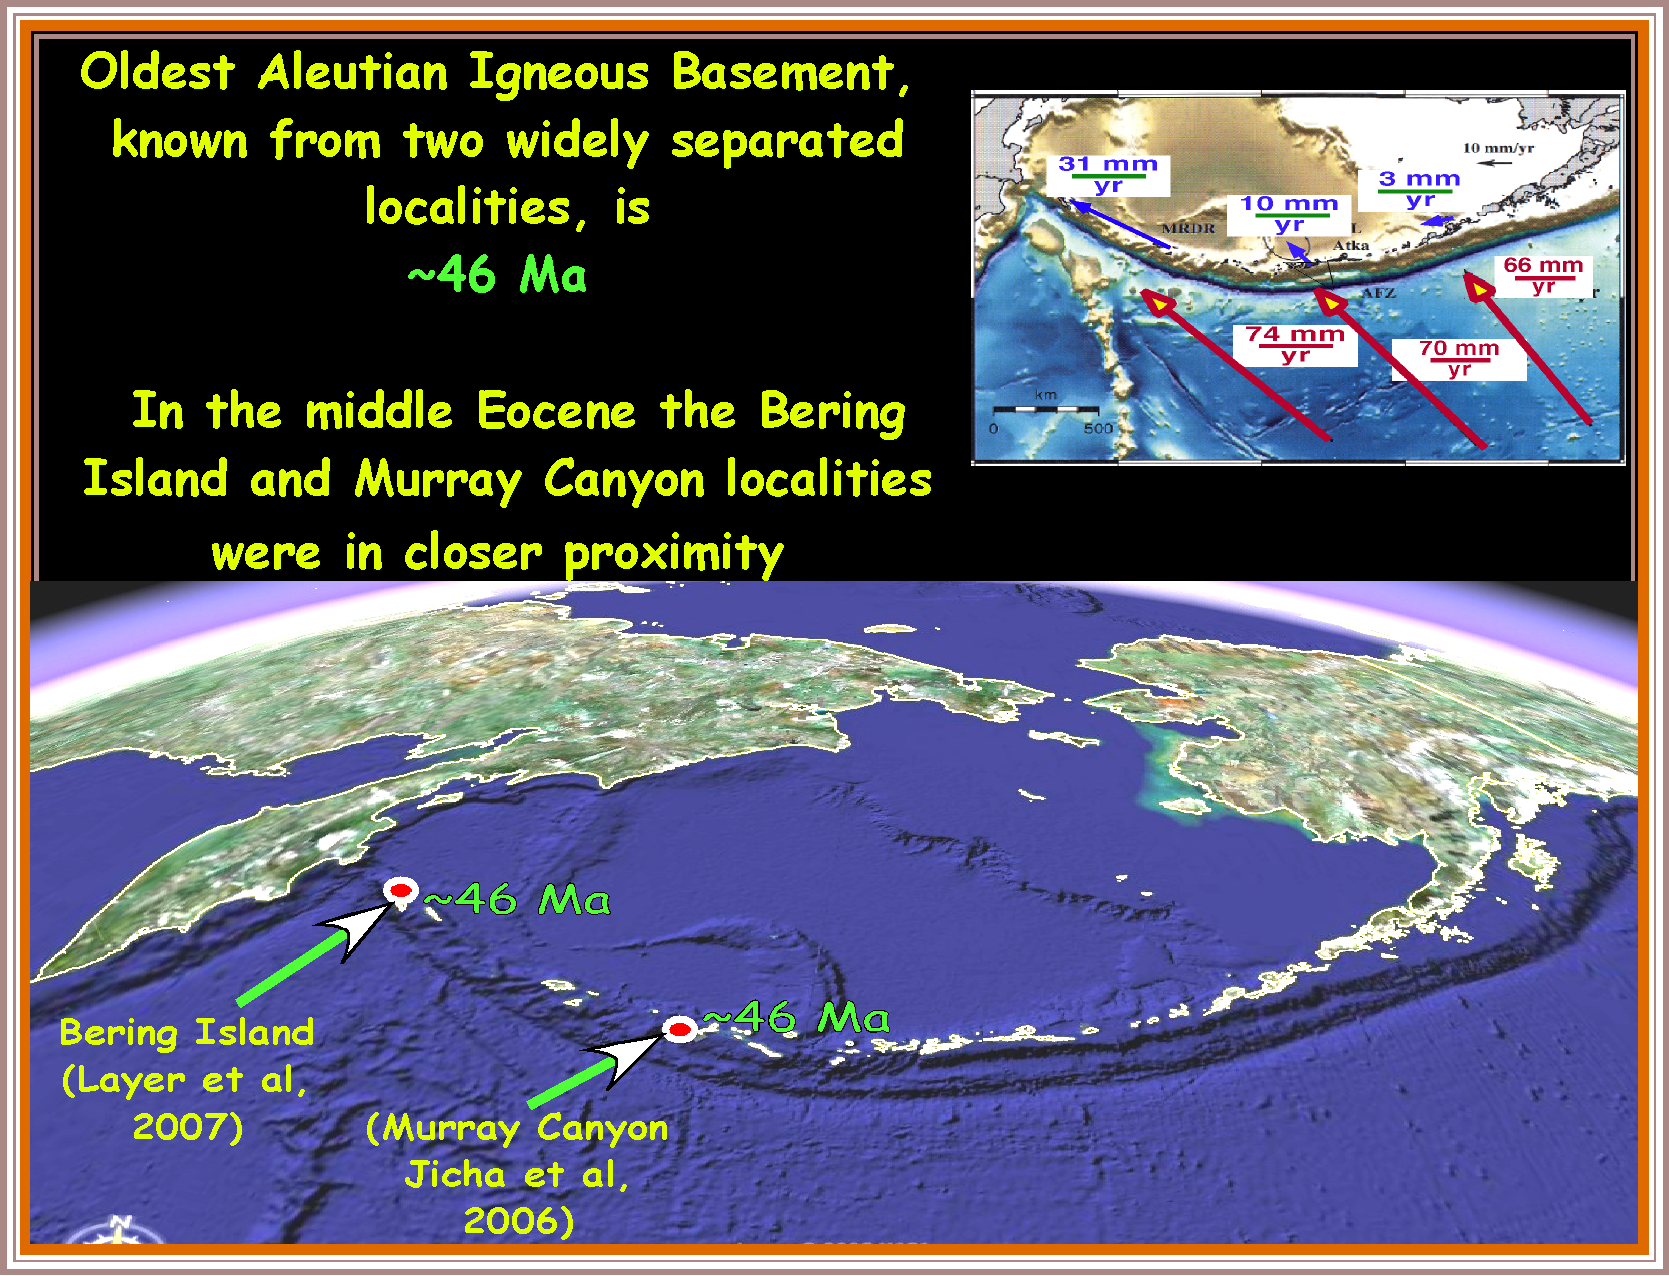 Oldest Aleutian Igneous Basement,
known from two widely separated
localities, is
~46 Ma
In the middle Eocene the Bering
Island and Murray Canyon localities
were in closer proximity
10 mm/yr
31 mm
yr
3 mm
yr
10 mm
yr
MRDR
L
Atka
66 mm
yr
yr
AFZ
74 mm
yr
70 mm
yr
km
0 500
~46 Ma
~46 Ma
Bering Island
(Layer et al,
2007)
(Murray Canyon
Jicha et al,
2006)
N